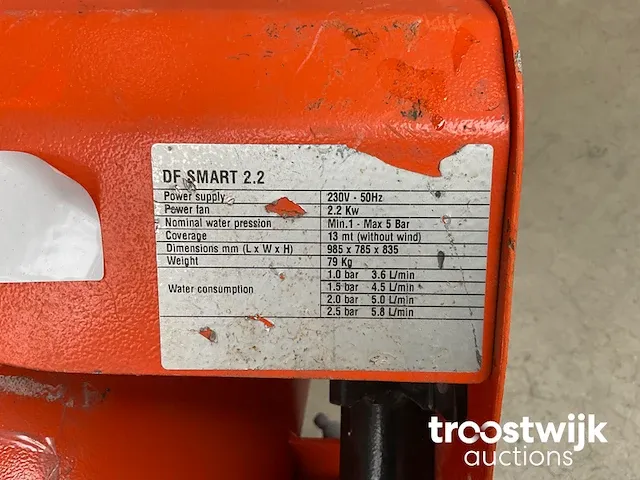 DF SMART 2.2
Power supply 230V - 50Hz
Power fan 2.2 Kw
Nominal water pression Min.1 - Max 5 Bar
Coverage 13 mt (without wind)
Dimensions mm (L x W x H) 985 x 785 x 835
Weight 79 Kg
Water consumption
1.0 bar 3.6 L/min
1.5 bar 4.5 L/min
2.0 bar 5.0 L/min
2.5 bar 5.8 L/min
troostwijk
auctions